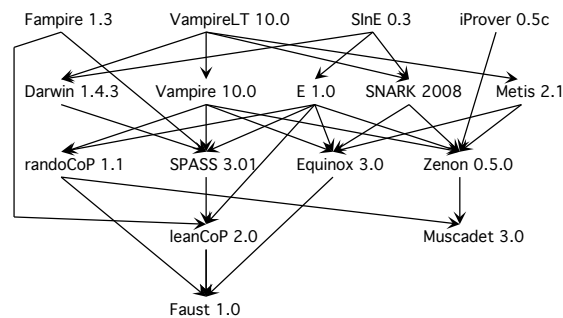 Fampire 1.3 VampireLT 10.0 SInE 0.3 iProver 0.5c
Darwin 1.4.3 Vampire 10.0 E 1.0 SNARK 2008 Metis 2.1
randoCoP 1.1 SPASS 3.01 Equinox 3.0 Zenon 0.5.0
leanCoP 2.0 Muscadet 3.0
Faust 1.0